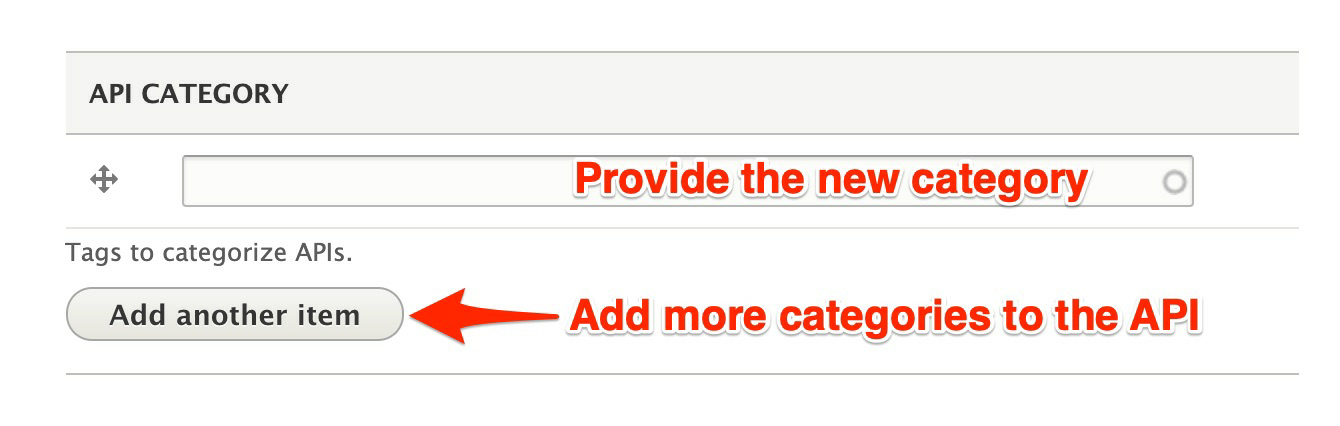 API CATEGORY
Provide the new category
Tags to categorize APIs.
Add another item
Add more categories to the API